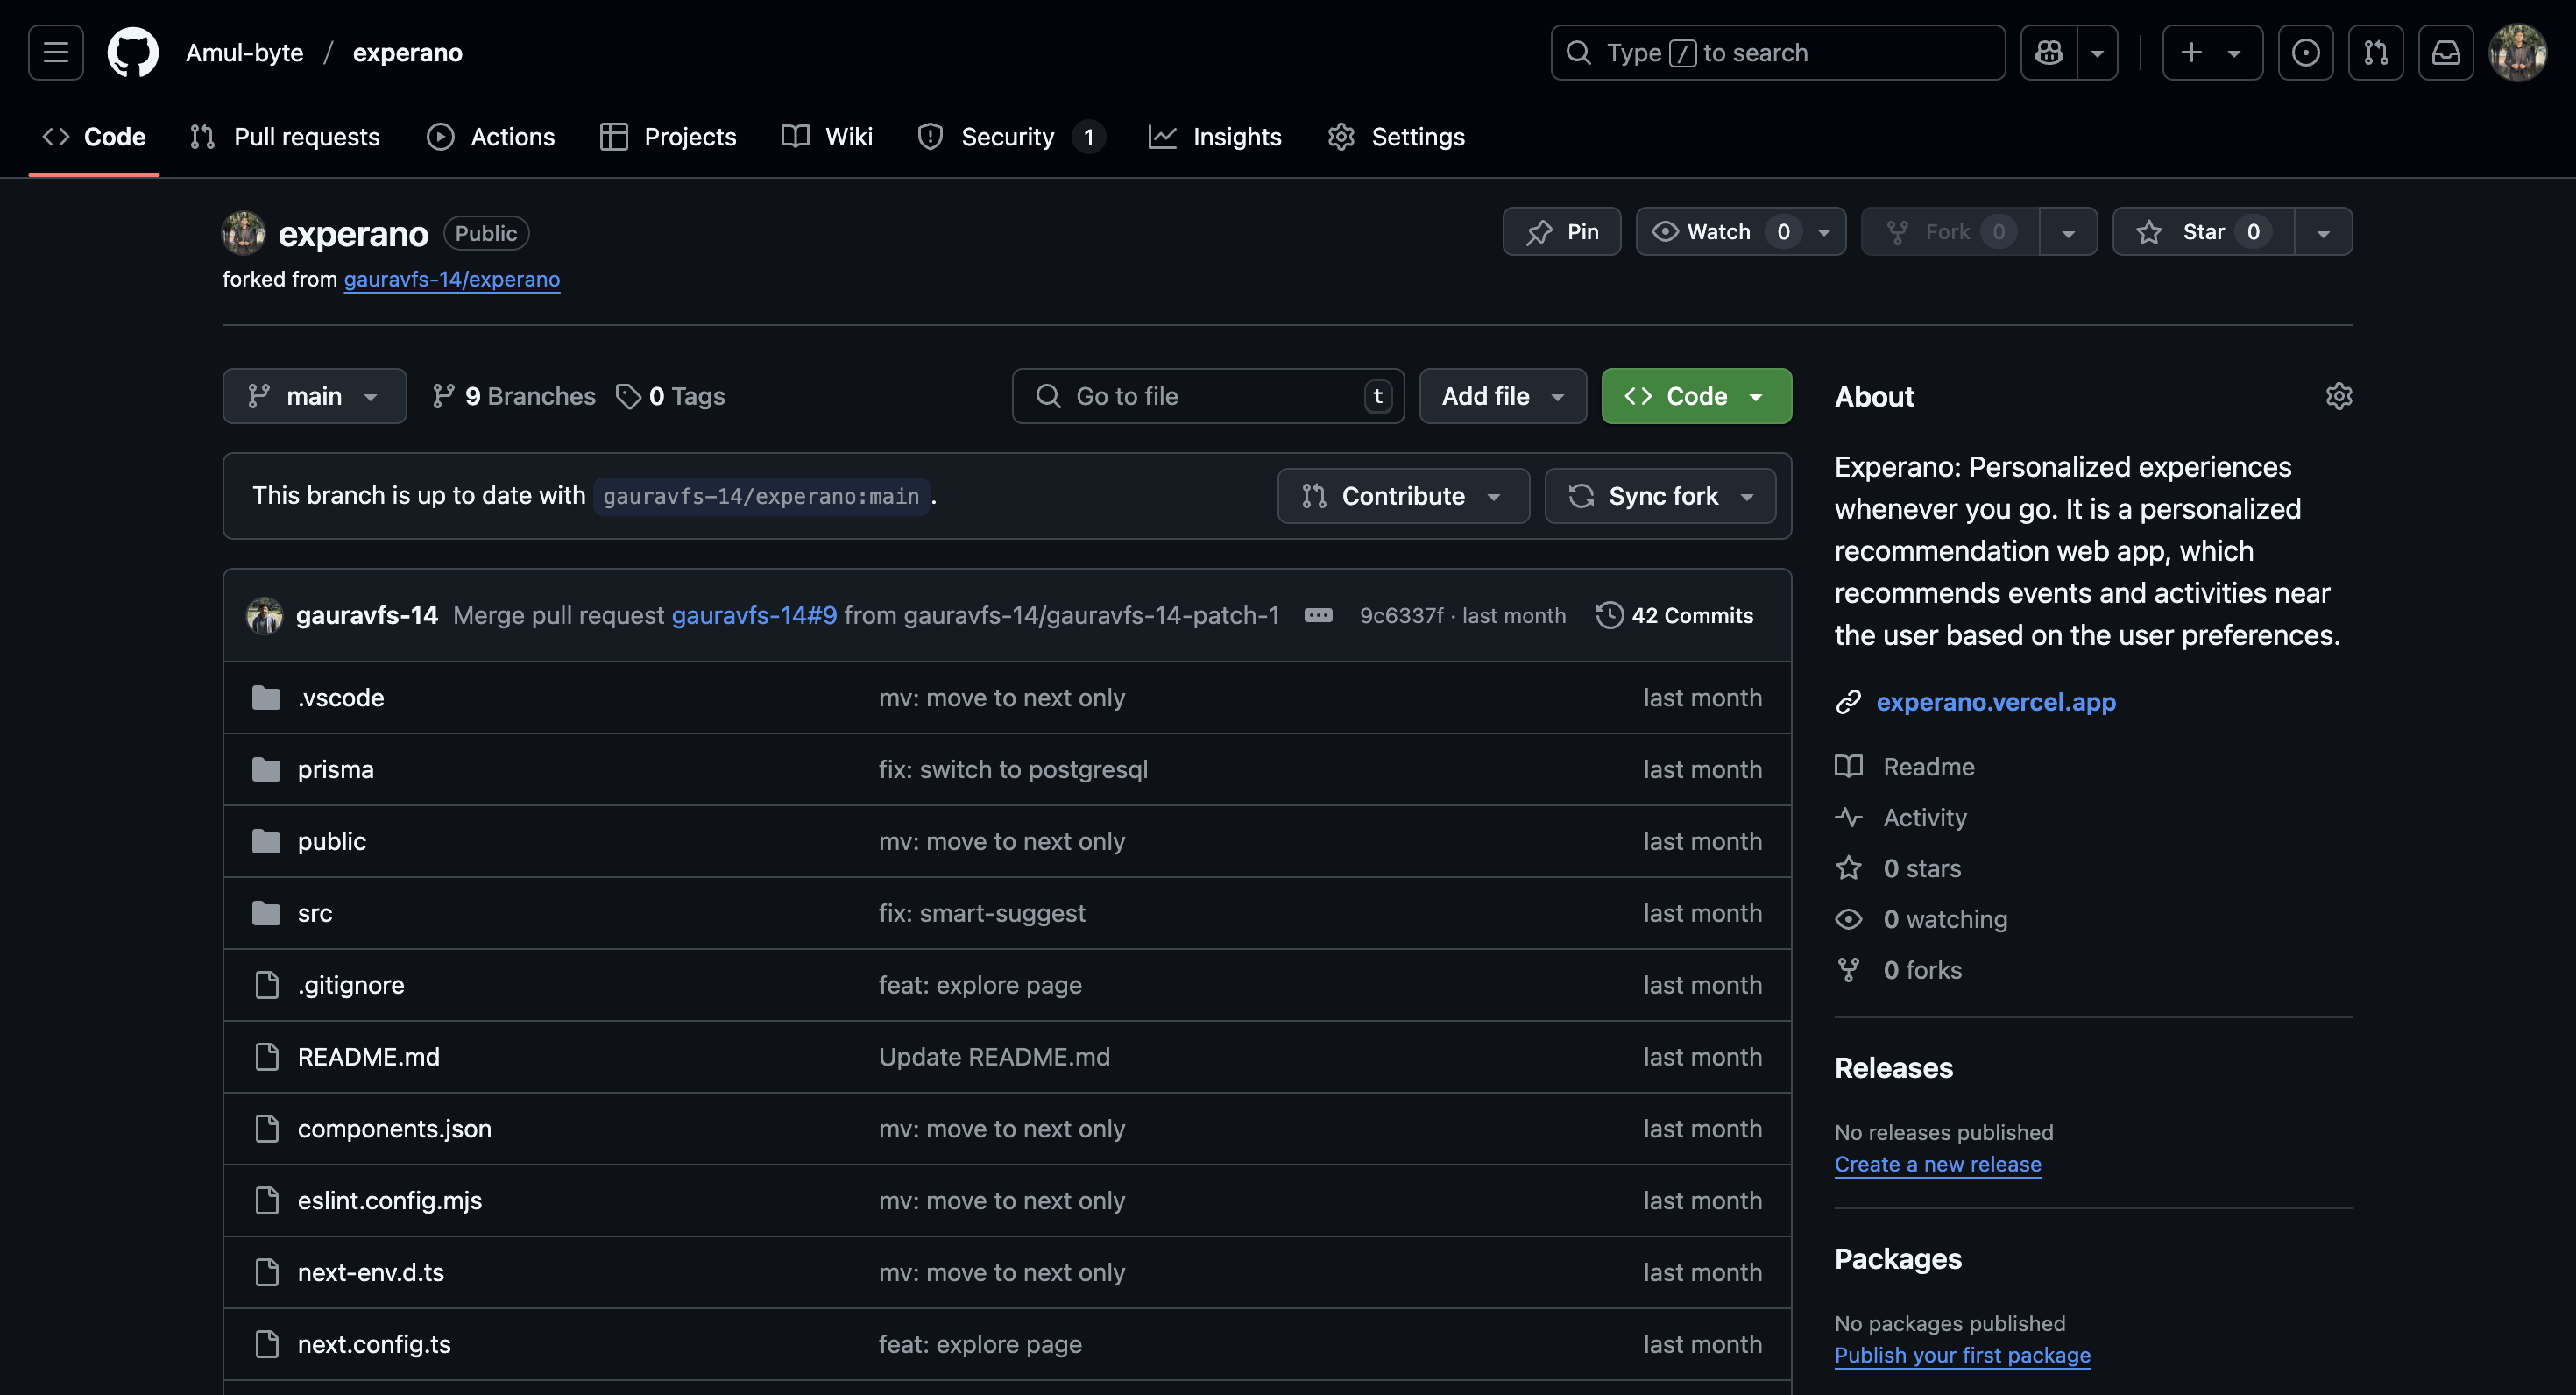 Amul-byte / experano
Type / to search
Code
Pull requests
Actions
Projects
Wiki
Security 1
Insights
Settings
experano Public
forked from gauravfs-14/experano
Pin
Watch 0
Fork 0
Star 0
main
9 Branches
0 Tags
Go to file t
Add file
Code
This branch is up to date with gauravfs-14/experano:main .
Contribute
Sync fork
gauravfs-14 Merge pull request gauravfs-14#9 from gauravfs-14/gauravfs-14-patch-1 9c6337f · last month 42 Commits
.vscode mv: move to next only last month
prisma fix: switch to postgresql last month
public mv: move to next only last month
src fix: smart-suggest last month
.gitignore feat: explore page last month
README.md Update README.md last month
components.json mv: move to next only last month
eslint.config.mjs mv: move to next only last month
next-env.d.ts mv: move to next only last month
next.config.ts feat: explore page last month
About
Experano: Personalized experiences
whenever you go. It is a personalized
recommendation web app, which
recommends events and activities near
the user based on the user preferences.
experano.vercel.app
Readme
Activity
0 stars
0 watching
0 forks
Releases
No releases published
Create a new release
Packages
No packages published
Publish your first package